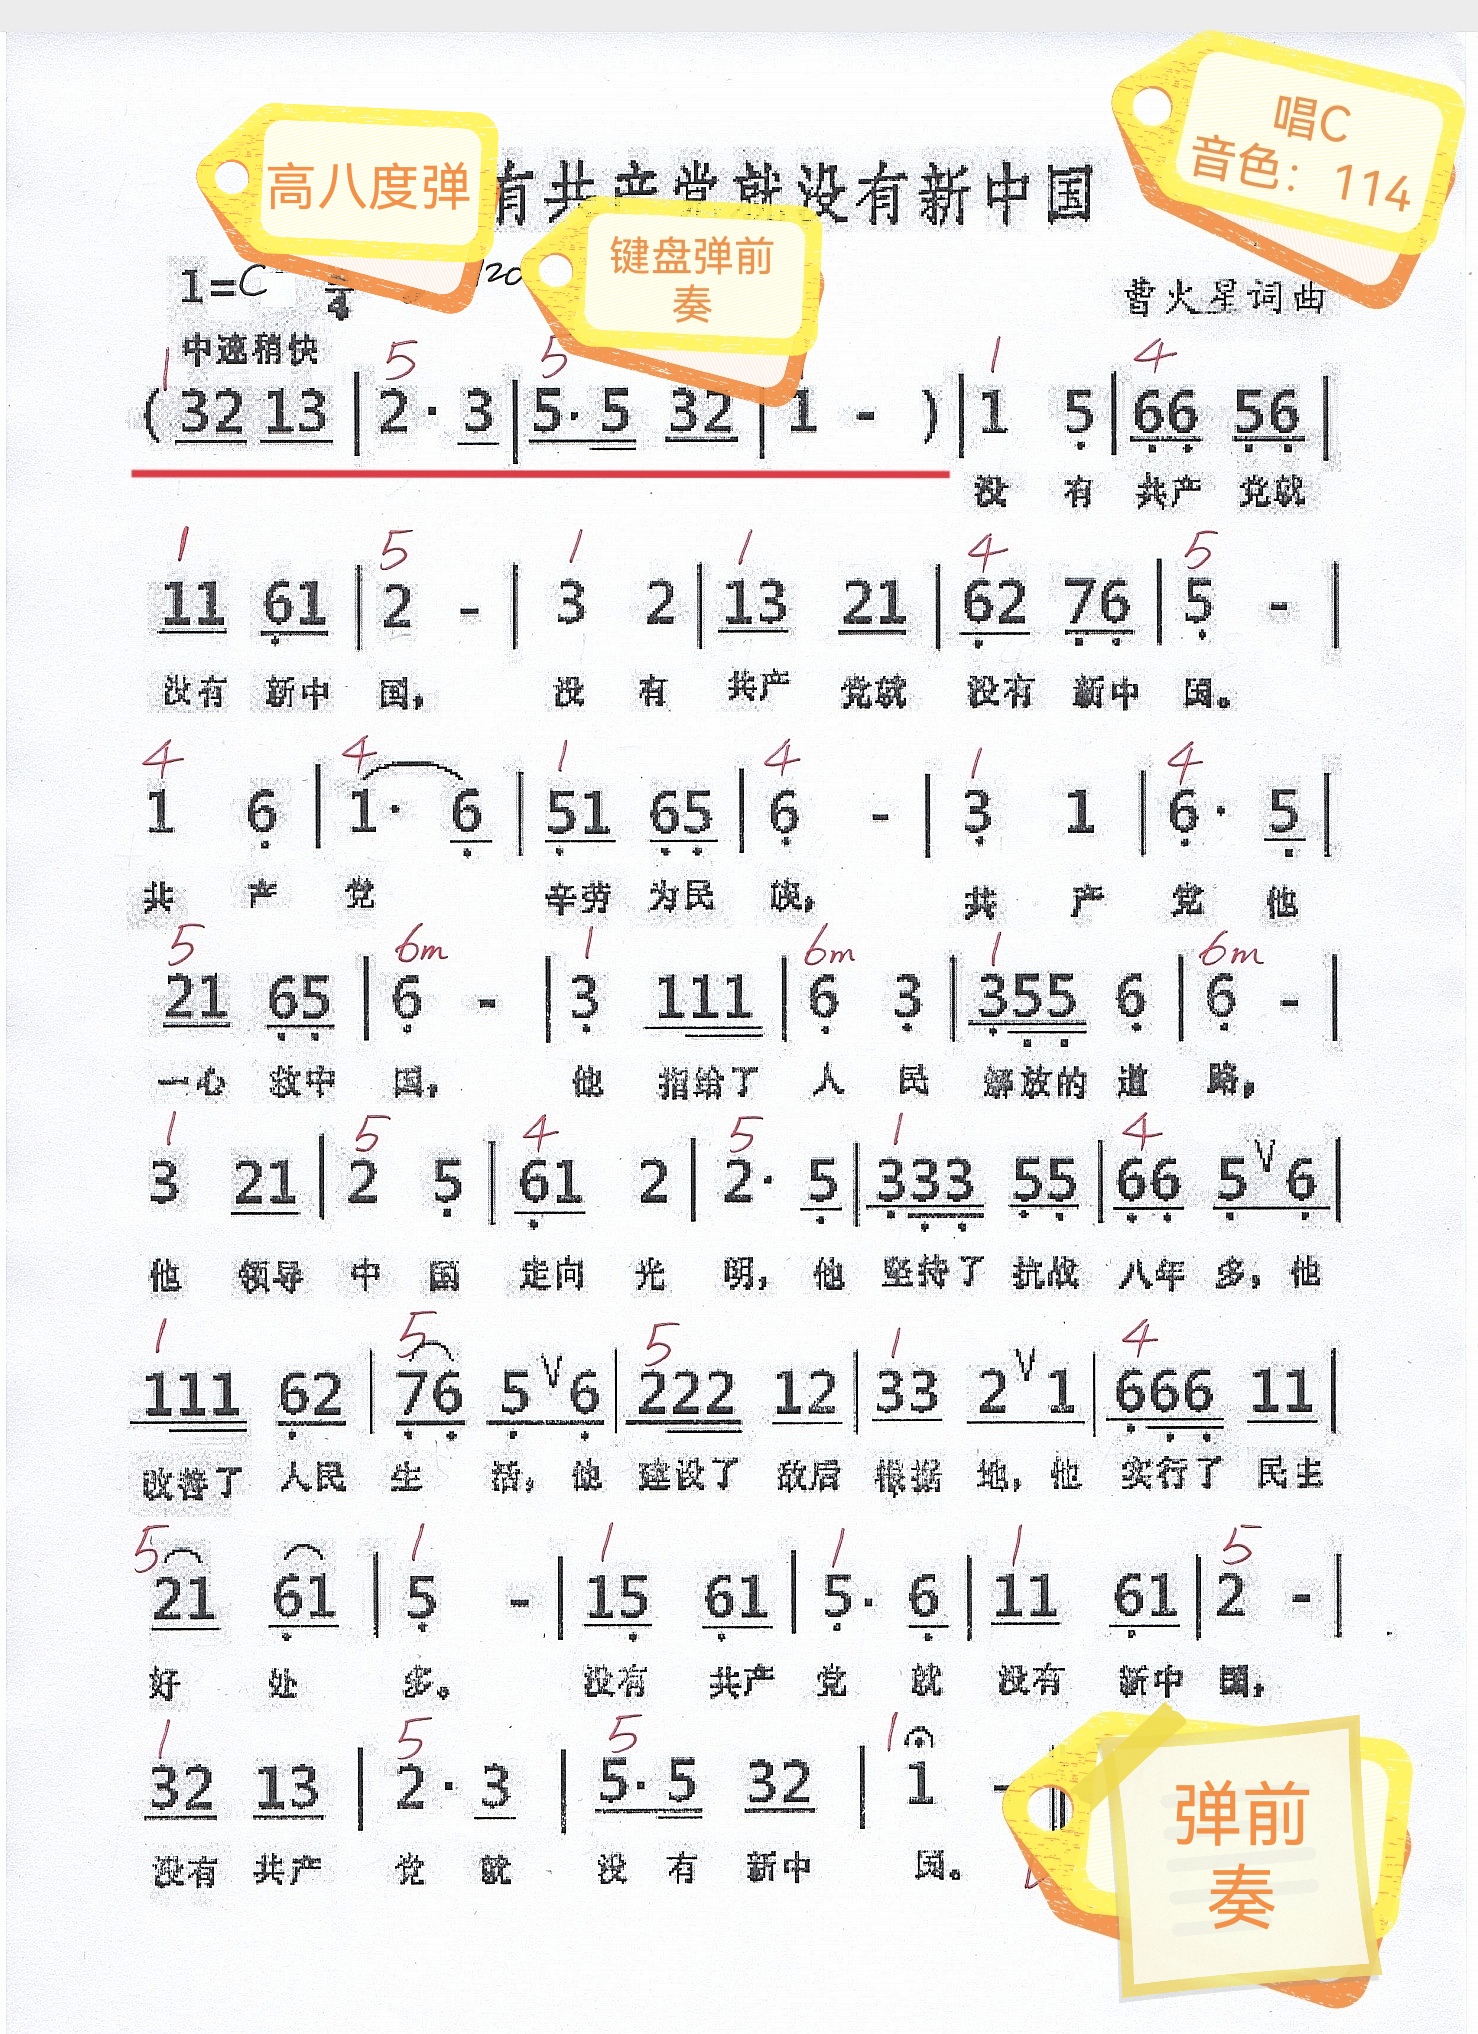 高八度弹
唱C
音色：114
有共产党就没有新中国
键盘弹前
奏
1=C 4 120
曹火星词曲
中速稍快
1 5 5 1 4
( 32 13 | 2· 3 | 5· 5 32 | 1 - ) | 1 5 | 66 56 |
没 有 共产 党就
1 5 1 1 4 5
11 61 | 2 - | 3 2 | 13 21 | 62 76 | 5 - |
没有 新中 国， 没 有 共产 党就 没有 新中 国。
4 4 1 4 1 4
1 6 | 1· 6 | 51 65 | 6 - | 3 1 | 6· 5 |
共 产 党 辛劳 为民 族， 共 产 党 他
5 6m 1 6m 1 6m
21 65 | 6 - | 3 111 | 6 3 | 355 6 | 6 - |
一心 救中 国， 他 指给了 人 民 解放的 道 路，
1 5 4 5 1 4
3 21 | 2 5 | 61 2 | 2· 5 | 333 55 | 66 5 V 6 |
他 领导 中 国 走向 光 明，他 坚持了 抗战 八年 多，他
1 5 5 1 4
111 62 | 76 5 V 6 | 222 12 | 33 2 V 1 | 666 11 |
改善了 人民 生 活，他 建设了 敌后 根据 地，他 实行了 民主
5 1 1 1 1 5
21 61 | 5 - | 15 61 | 5· 6 | 11 61 | 2 - |
好 处 多。 没有 共产 党 就 没有 新中 国，
1 5 5 1
32 13 | 2· 3 | 5· 5 32 | 1 -
没有 共产 党 就 没 有 新中 国。
弹前
奏